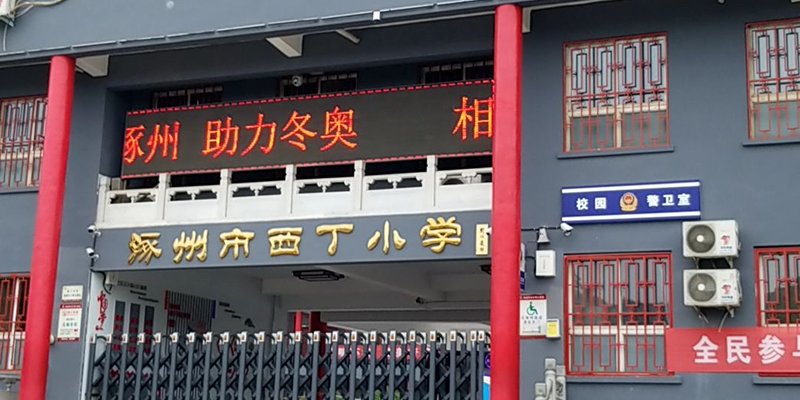 涿州 助力冬奥 相
涿州市西丁小学
校园 警卫室
全民参与